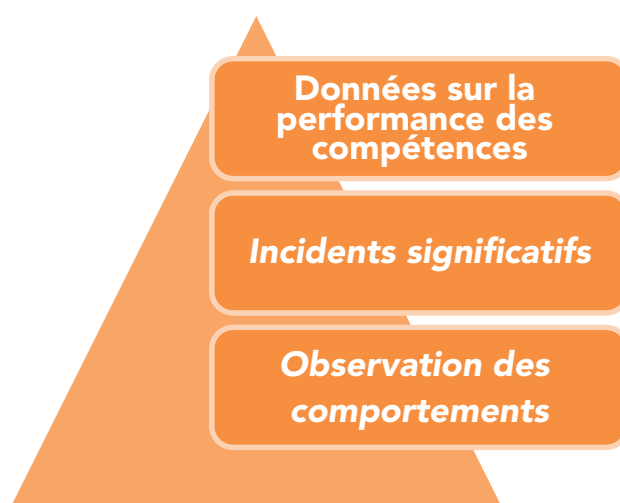 Données sur la
performance des
compétences
Incidents significatifs
Observation des
comportements